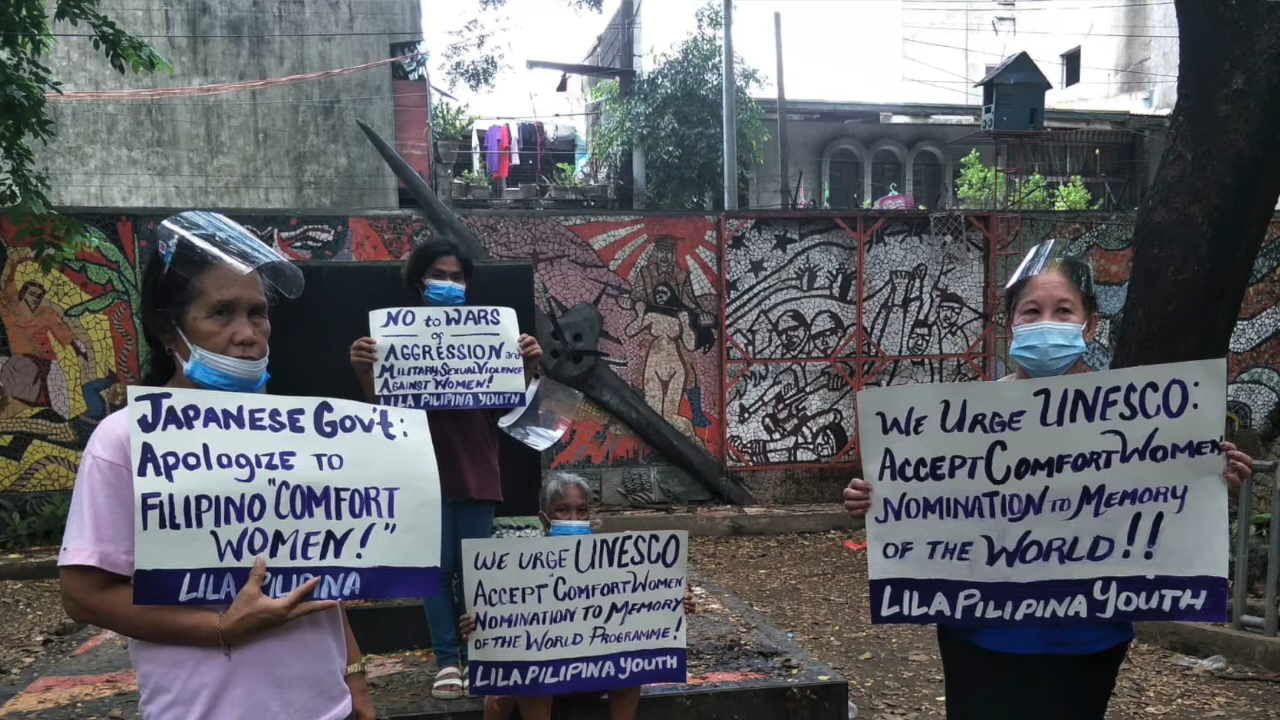 JAPANESE GOV'T:
APOLOGIZE TO
FILIPINO "COMFORT
WOMEN!"
LILA PILIPINA
NO to WARS
of
AGGRESSION and
MILITARY SEXUAL VIOLENCE
AGAINST WOMEN!
LILA PILIPINA YOUTH
WE URGE UNESCO
ACCEPT "COMFORT WOMEN
NOMINATION TO MEMORY
OF THE WORLD PROGRAMME!
LILA PILIPINA YOUTH
WE URGE UNESCO:
ACCEPT COMFORT WOMEN
NOMINATION TO MEMORY
OF THE WORLD!!
LILA PILIPINA YOUTH